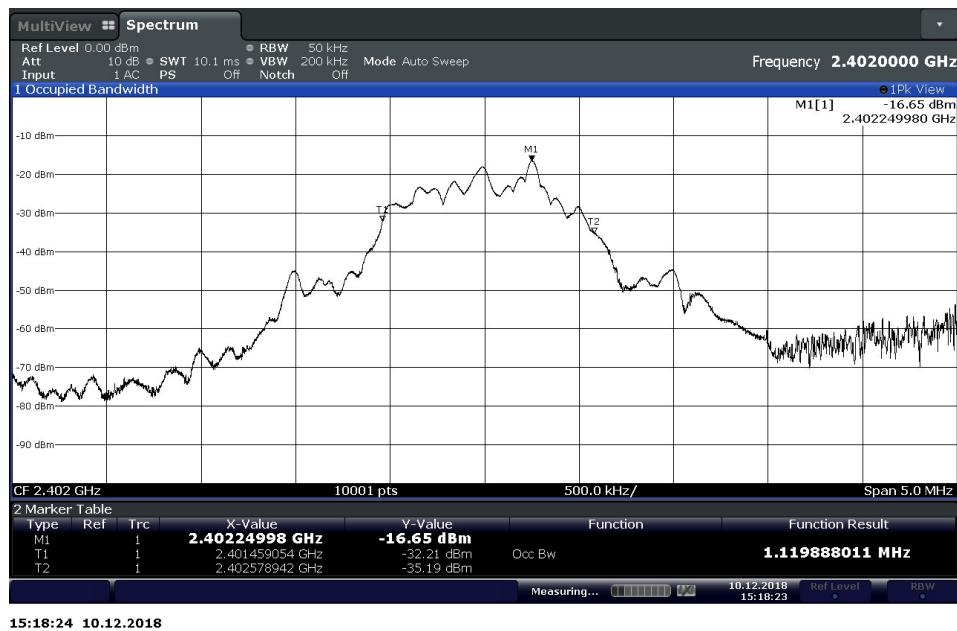 MultiView Spectrum
Ref Level 0.00 dBm RBW 50 kHz
Att 10 dB SWT 10.1 ms VBW 200 kHz Mode Auto Sweep Frequency 2.4020000 GHz
Input 1 AC PS Off Notch Off
1 Occupied Bandwidth 1Pk View
M1[1] -16.65 dBm
2.402249980 GHz
-10 dBm
M1
-20 dBm
-30 dBm
T1
T2
-40 dBm
-50 dBm
-60 dBm
-70 dBm
-80 dBm
-90 dBm
CF 2.402 GHz 10001 pts 500.0 kHz/ Span 5.0 MHz
2 Marker Table
Type Ref Trc X-Value Y-Value Function Function Result
M1 1 2.40224998 GHz -16.65 dBm
T1 1 2.401459054 GHz -32.21 dBm Occ Bw 1.119888011 MHz
T2 1 2.402578942 GHz -35.19 dBm
Measuring... 10.12.2018 Ref Level RBW
15:18:23
15:18:24 10.12.2018